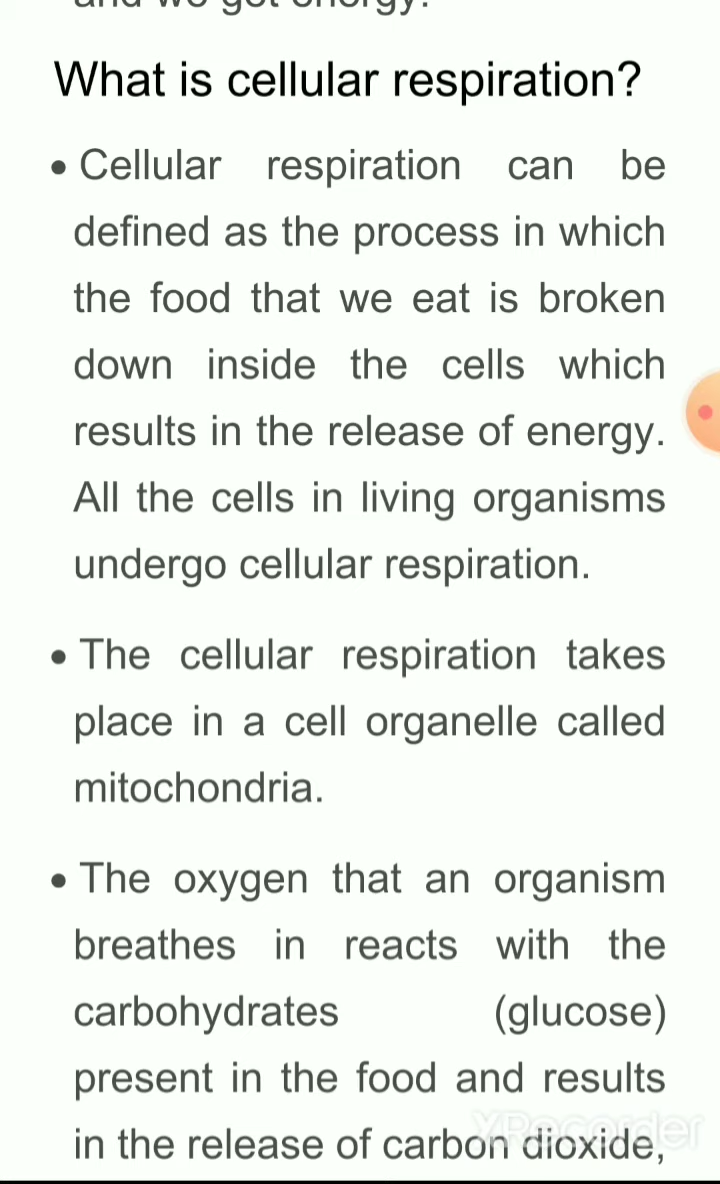 What is cellular respiration?
• Cellular respiration can be
defined as the process in which
the food that we eat is broken
down inside the cells which
results in the release of energy.
All the cells in living organisms
undergo cellular respiration.
• The cellular respiration takes
place in a cell organelle called
mitochondria.
• The oxygen that an organism
breathes in reacts with the
carbohydrates (glucose)
present in the food and results
in the release of carbon dioxide,
XRecorder